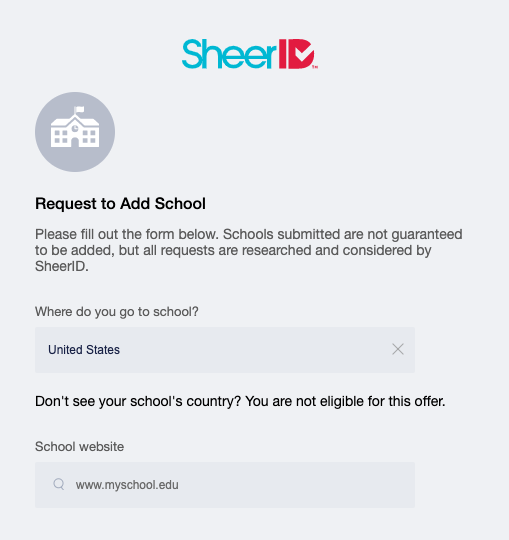 SheerID™
Request to Add School
Please fill out the form below. Schools submitted are not guaranteed
to be added, but all requests are researched and considered by
SheerID.
Where do you go to school?
United States
Don't see your school's country? You are not eligible for this offer.
School website
www.myschool.edu